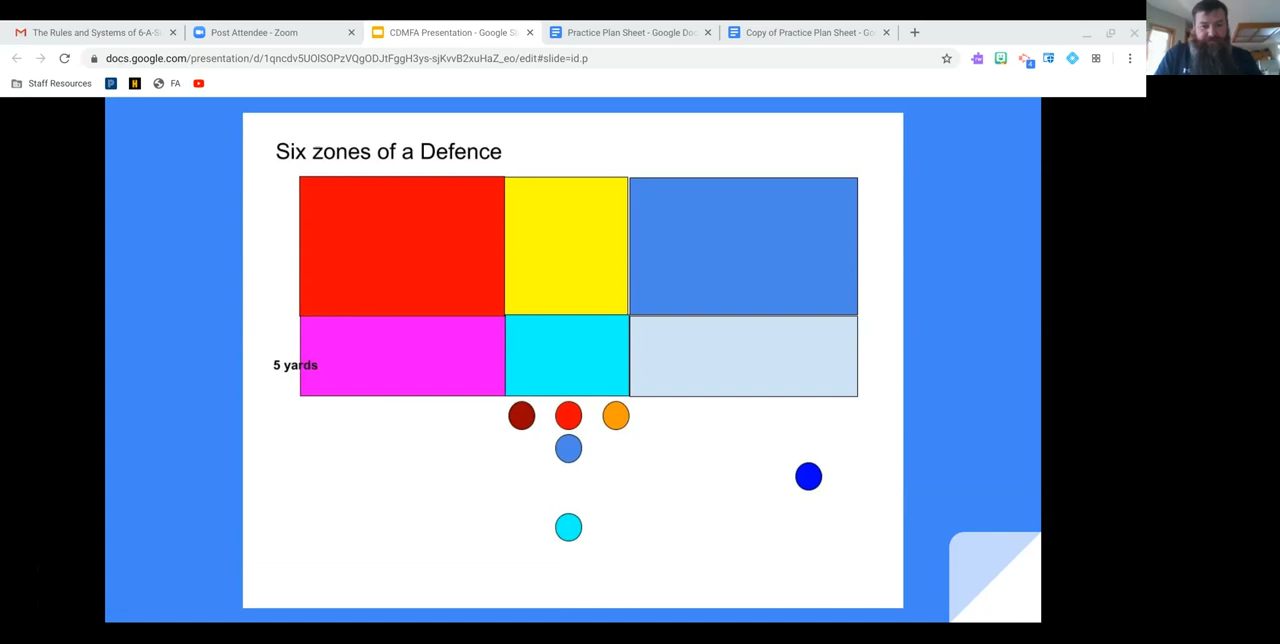 The Rules and Systems of 6-A-Si
Post Attendee - Zoom
CDMFA Presentation - Google Sl
Practice Plan Sheet - Google Doc
Copy of Practice Plan Sheet - Go
docs.google.com/presentation/d/1qncdv5UOlSOPzVQgODJtFggH3ys-sjKvvB2xuHaZ_eo/edit#slide=id.p
Staff Resources
FA
Six zones of a Defence
5 yards